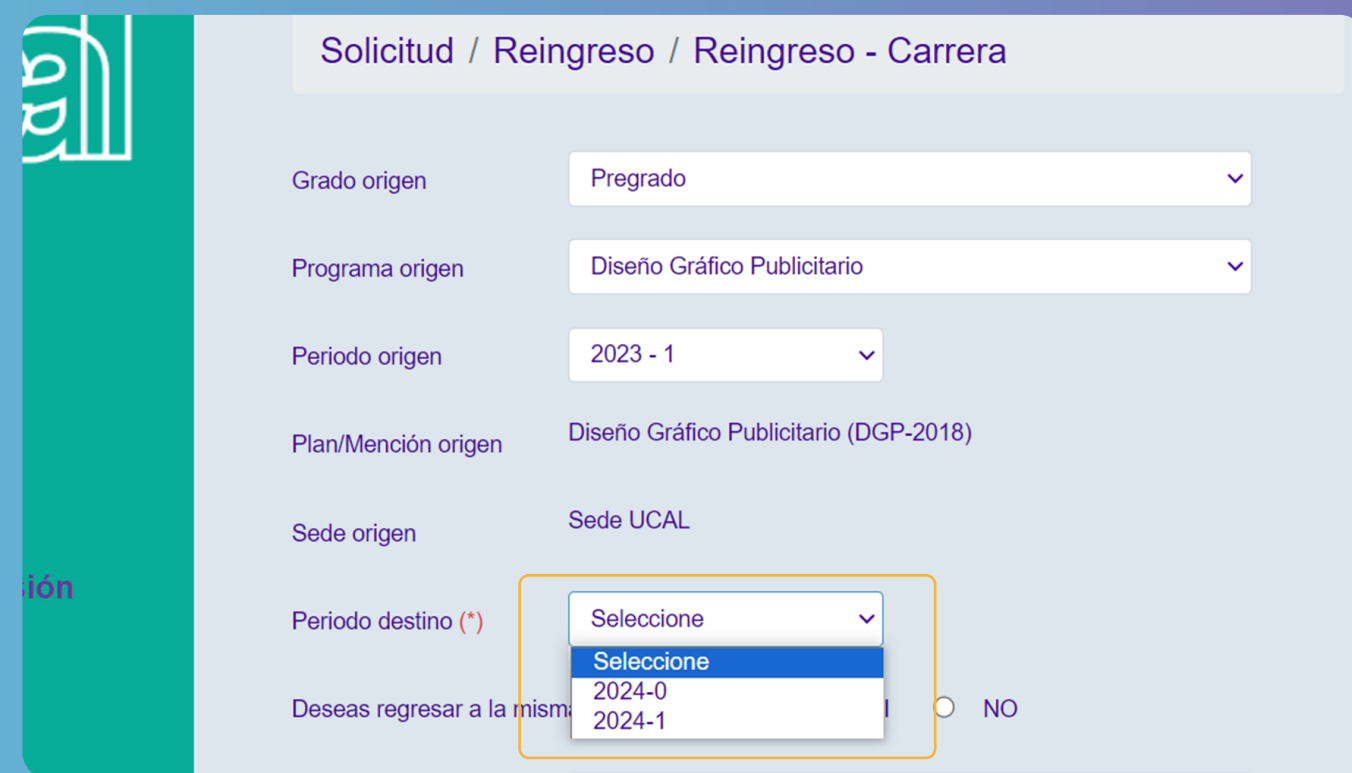 Solicitud / Reingreso / Reingreso - Carrera
Grado origen Pregrado
Programa origen Diseño Gráfico Publicitario
Periodo origen 2023 - 1
Plan/Mención origen Diseño Gráfico Publicitario (DGP-2018)
Sede origen Sede UCAL
sión
Periodo destino (*) Seleccione
Seleccione
2024-0
2024-1
Deseas regresar a la misma NO